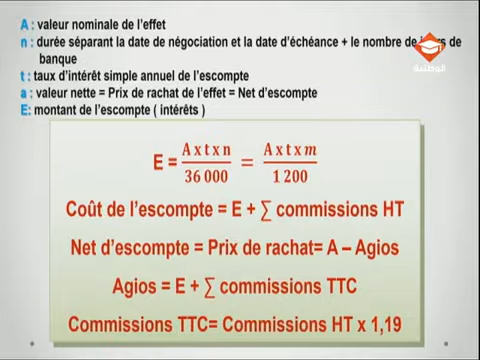 A : valeur nominale de l'effet
n : durée séparant la date de négociation et la date d'échéance + le nombre de de
banque
t : taux d'intérêt simple annuel de l'escompte
a : valeur nette = Prix de rachat de l'effet = Net d'escompte
E: montant de l'escompte ( intérêts )
الوطنية
E = A x t x n / 36 000 = A x t x m / 1 200
Coût de l'escompte = E + ∑ commissions HT
Net d'escompte = Prix de rachat= A – Agios
Agios = E + ∑ commissions TTC
Commissions TTC= Commissions HT x 1,19